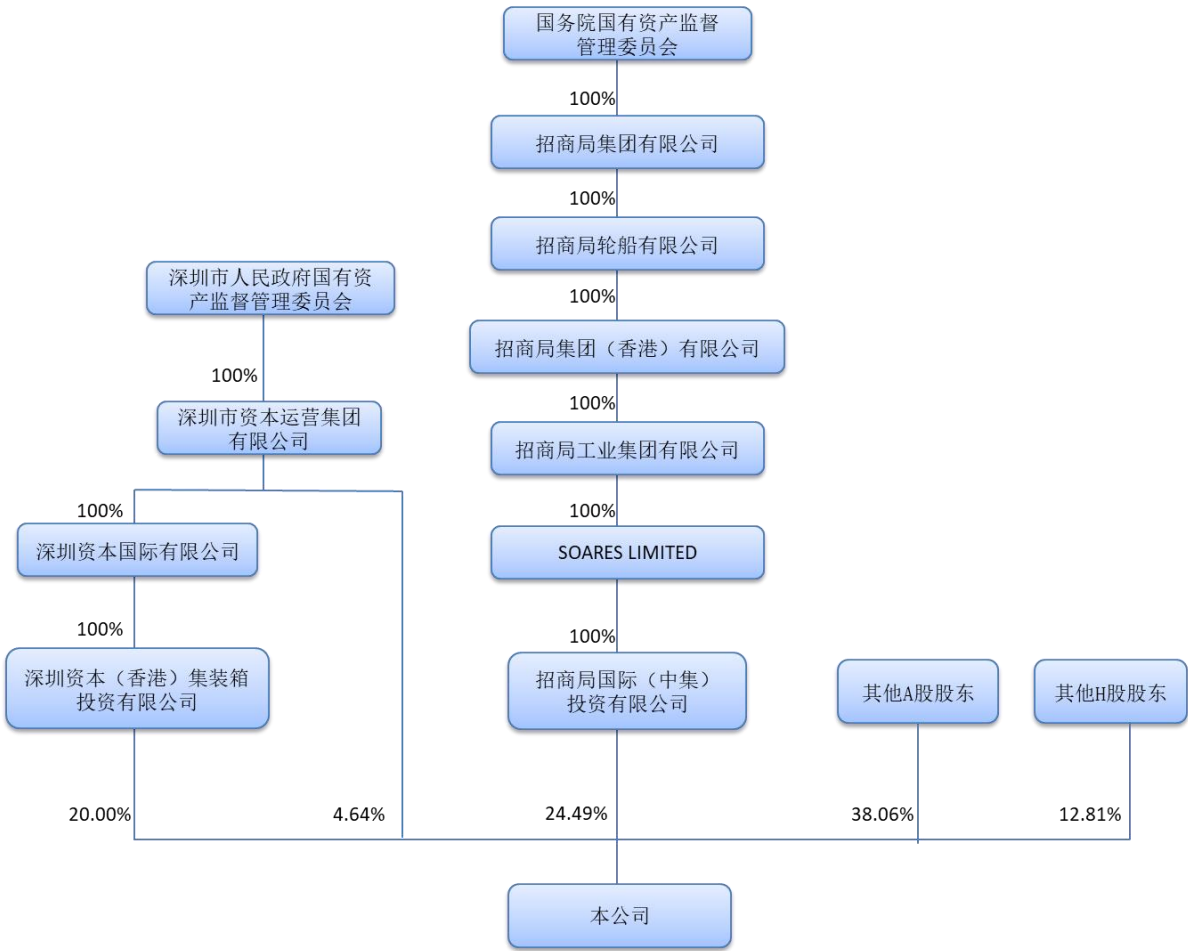 国务院国有资产监督
管理委员会
100%
招商局集团有限公司
100%
招商局轮船有限公司
深圳市人民政府国有资
产监督管理委员会
100%
招商局集团（香港）有限公司
100%
深圳市资本运营集团
有限公司
100%
招商局工业集团有限公司
100%
100%
深圳资本国际有限公司
SOARES LIMITED
100%
100%
深圳资本（香港）集装箱
投资有限公司
招商局国际（中集）
投资有限公司
其他A股股东
其他H股股东
20.00%
4.64%
24.49%
38.06%
12.81%
本公司